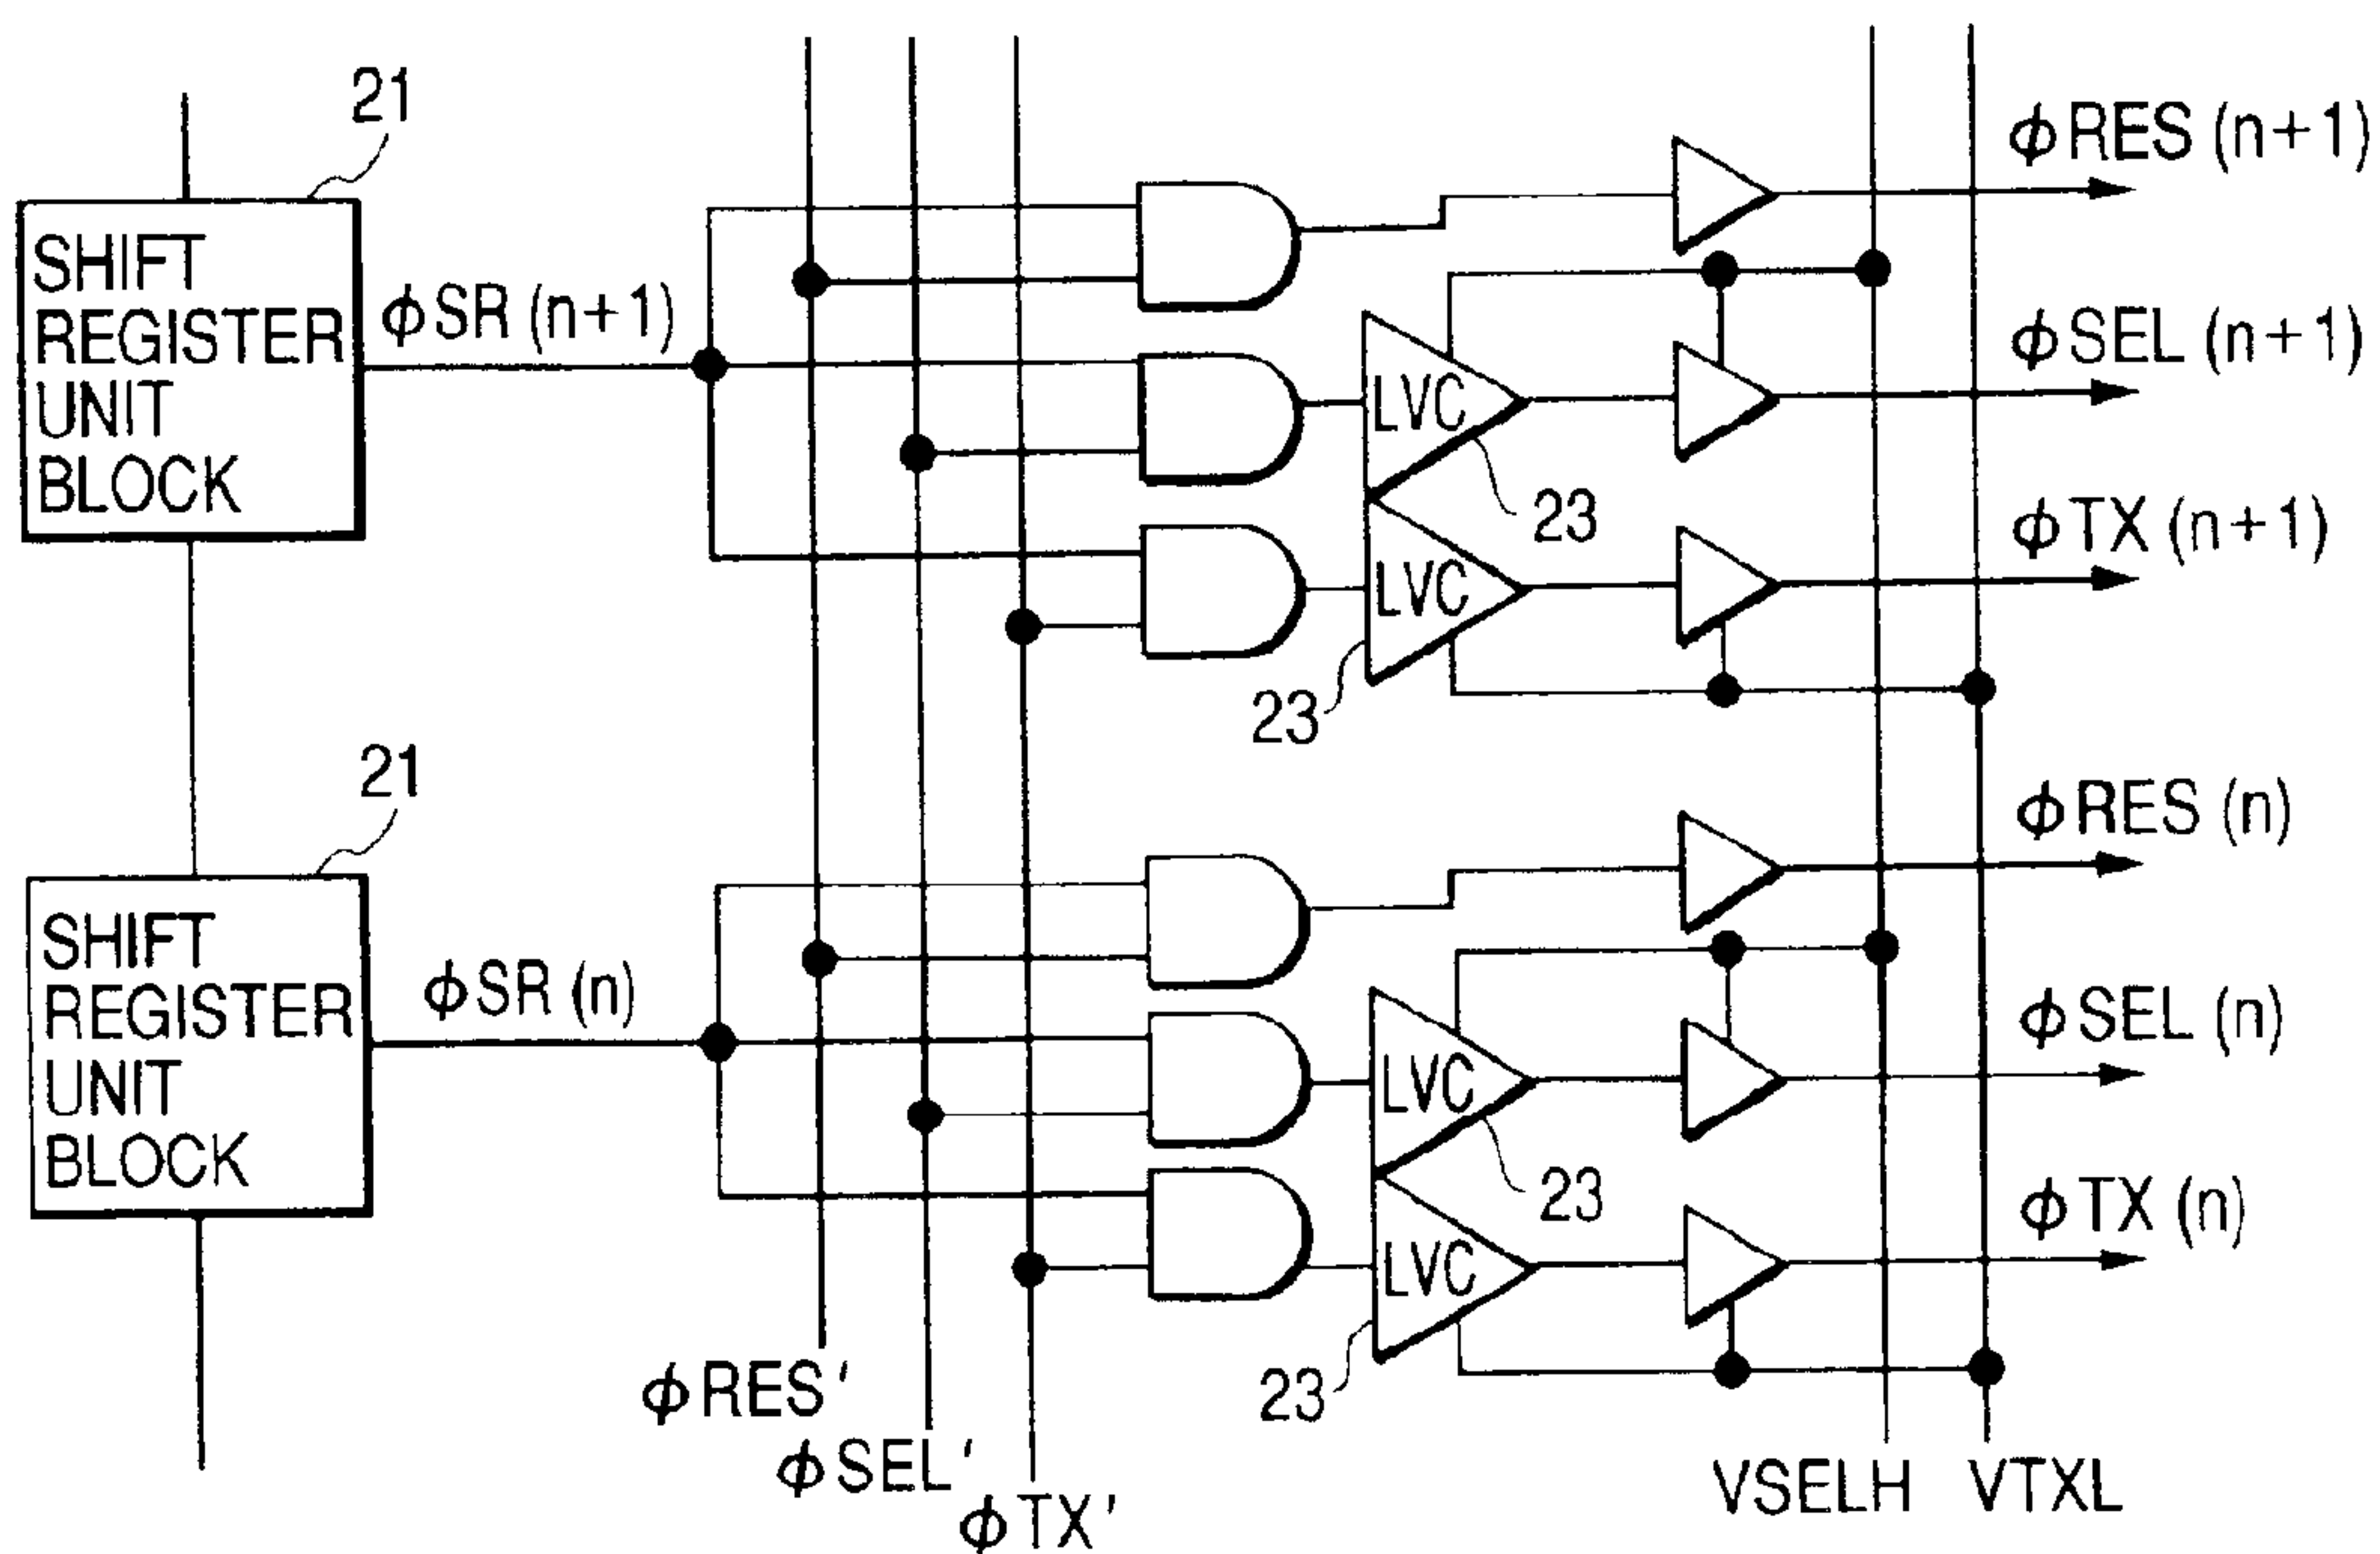 21
SHIFT
REGISTER
UNIT
BLOCK
ϕSR (n+1)
LVC
23
LVC
23
ϕRES (n+1)
ϕSEL (n+1)
ϕTX (n+1)
21
SHIFT
REGISTER
UNIT
BLOCK
ϕSR (n)
LVC
23
LVC
23
ϕRES (n)
ϕSEL (n)
ϕTX (n)
ϕRES'
ϕSEL'
ϕTX'
VSELH
VTXL